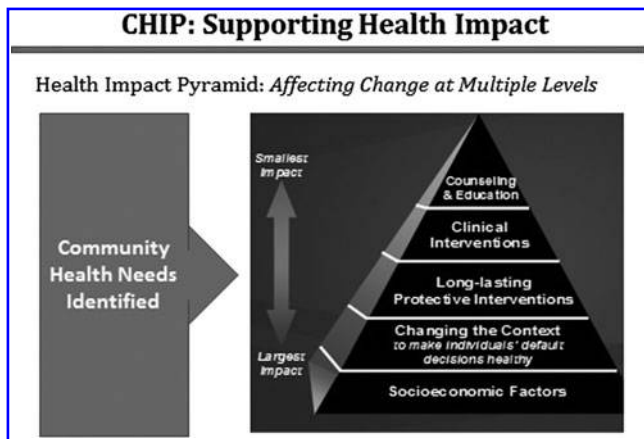 CHIP: Supporting Health Impact
Health Impact Pyramid: Affecting Change at Multiple Levels
Community
Health Needs
Identified
Smallest
Impact
Largest
Impact
Counseling
& Education
Clinical
Interventions
Long-lasting
Protective Interventions
Changing the Context
to make individuals' default
decisions healthy
Socioeconomic Factors